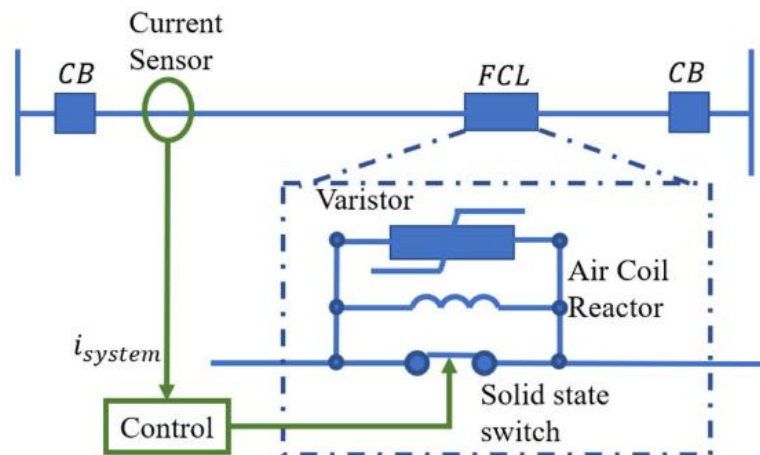 Current
Sensor
CB
FCL
CB
Varistor
Air Coil
Reactor
i_system
Solid state
switch
Control